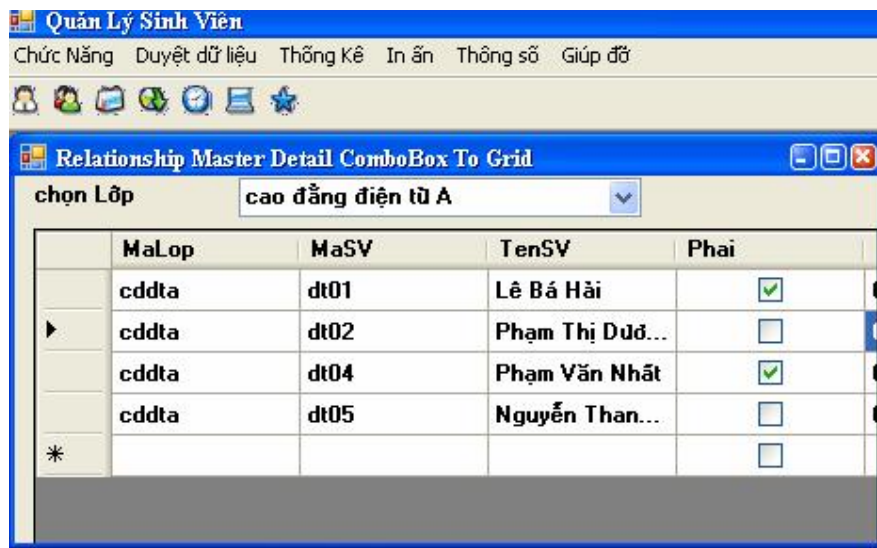 Quản Lý Sinh Viên
Chức Năng Duyệt dữ liệu Thống Kê In ấn Thông số Giúp đỡ
Relationship Master Detail ComboBox To Grid
chọn Lớp cao đẳng điện tử A
MaLop MaSV TenSV Phai
cddta dt01 Lê Bá Hải
cddta dt02 Phạm Thị Dươ...
cddta dt04 Phạm Văn Nhất
cddta dt05 Nguyễn Than...